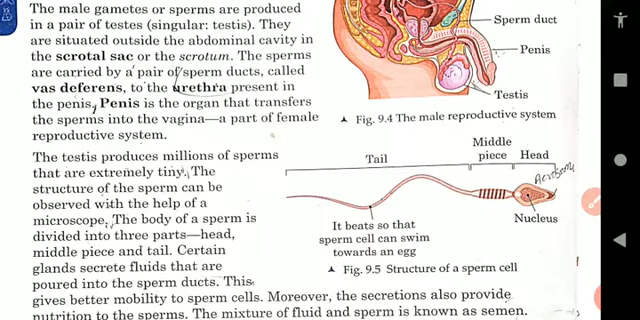 The male gametes or sperms are produced
in a pair of testes (singular: testis). They
are situated outside the abdominal cavity in
the scrotal sac or the scrotum. The sperms
are carried by a pair of sperm ducts, called
vas deferens, to the urethra present in
the penis. Penis is the organ that transfers
the sperms into the vagina—a part of female
reproductive system.
Sperm duct
Penis
Testis
▲ Fig. 9.4 The male reproductive system
The testis produces millions of sperms
that are extremely tiny. The
structure of the sperm can be
observed with the help of a
microscope. The body of a sperm is
divided into three parts—head,
middle piece and tail. Certain
glands secrete fluids that are
poured into the sperm ducts. This
gives better mobility to sperm cells. Moreover, the secretions also provide
nutrition to the sperms. The mixture of fluid and sperm is known as semen.
Tail
Middle
piece
Head
Acrosome
Nucleus
It beats so that
sperm cell can swim
towards an egg
▲ Fig. 9.5 Structure of a sperm cell